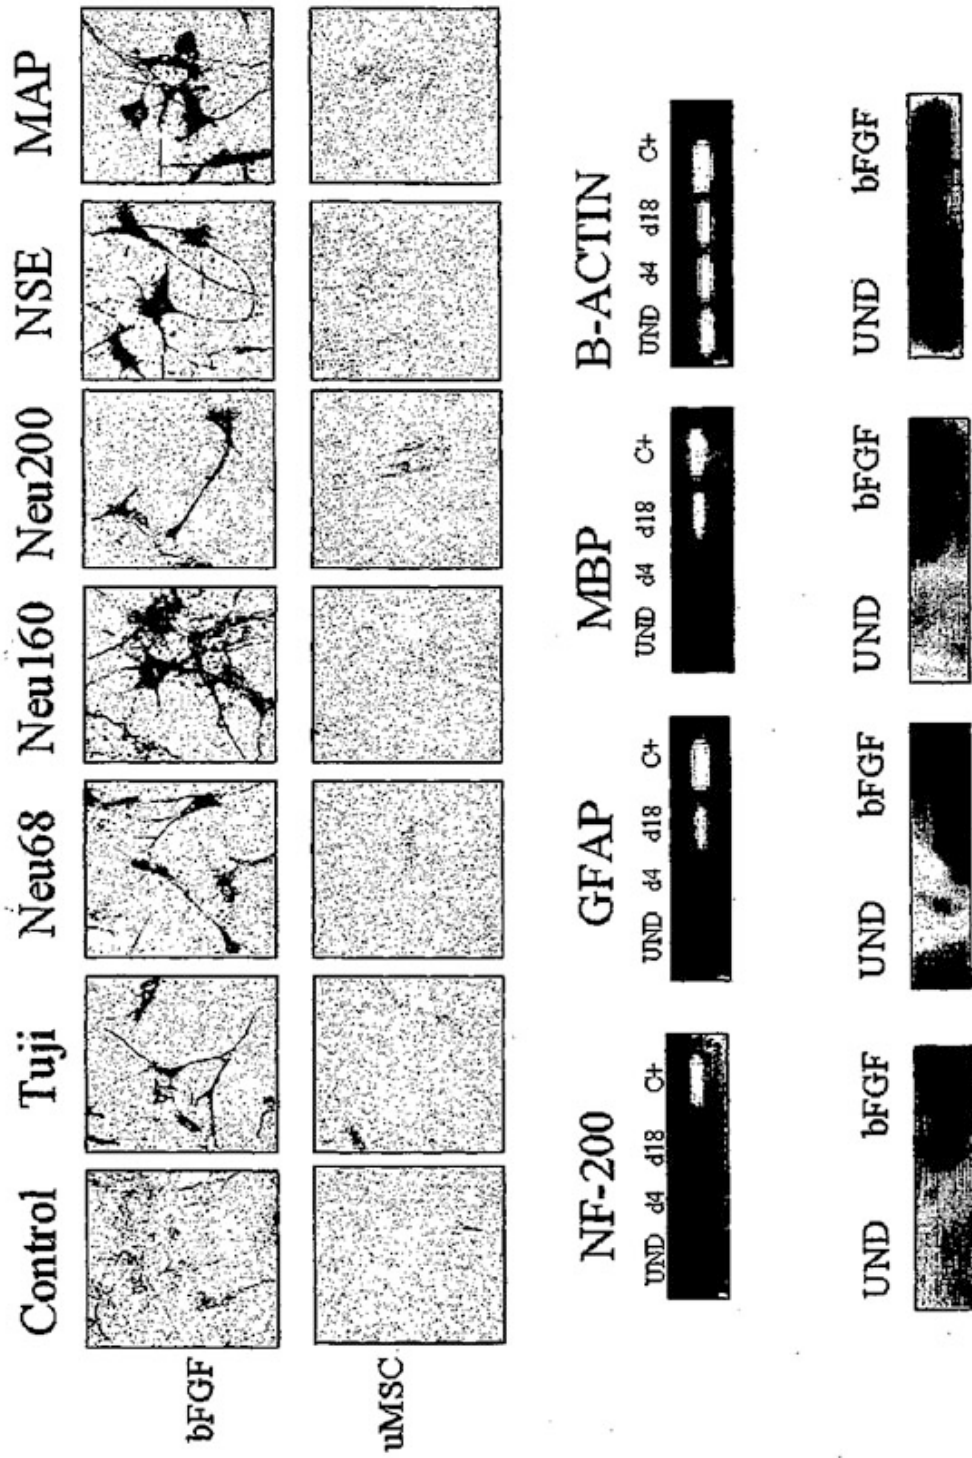 Control Tuji Neu68 Neu160 Neu200 NSE MAP
bFGF
uMSC
NF-200 GFAP MBP B-ACTIN
UND d4 d18 C+ UND d4 d18 C+ UND d4 d18 C+ UND d4 d18 C+
UND bFGF UND bFGF UND bFGF UND bFGF